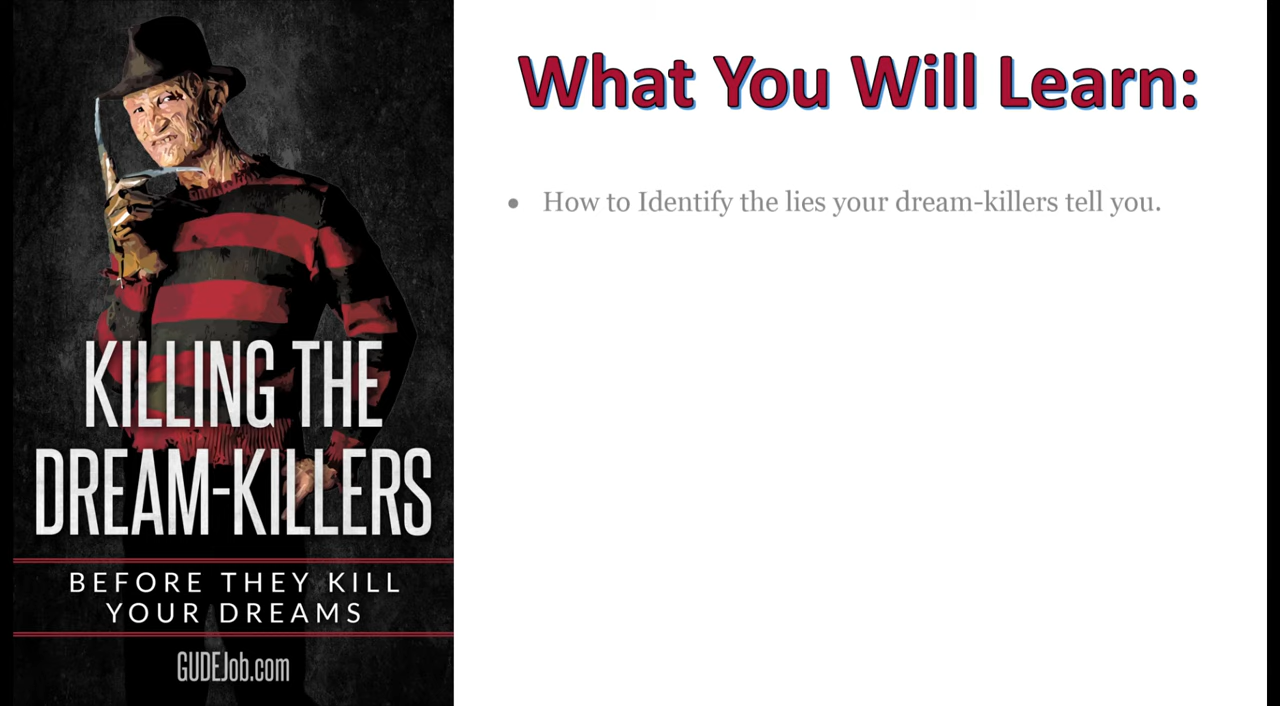 KILLING THE
DREAM-KILLERS
BEFORE THEY KILL
YOUR DREAMS
GUDEJob.com
What You Will Learn:
• How to Identify the lies your dream-killers tell you.